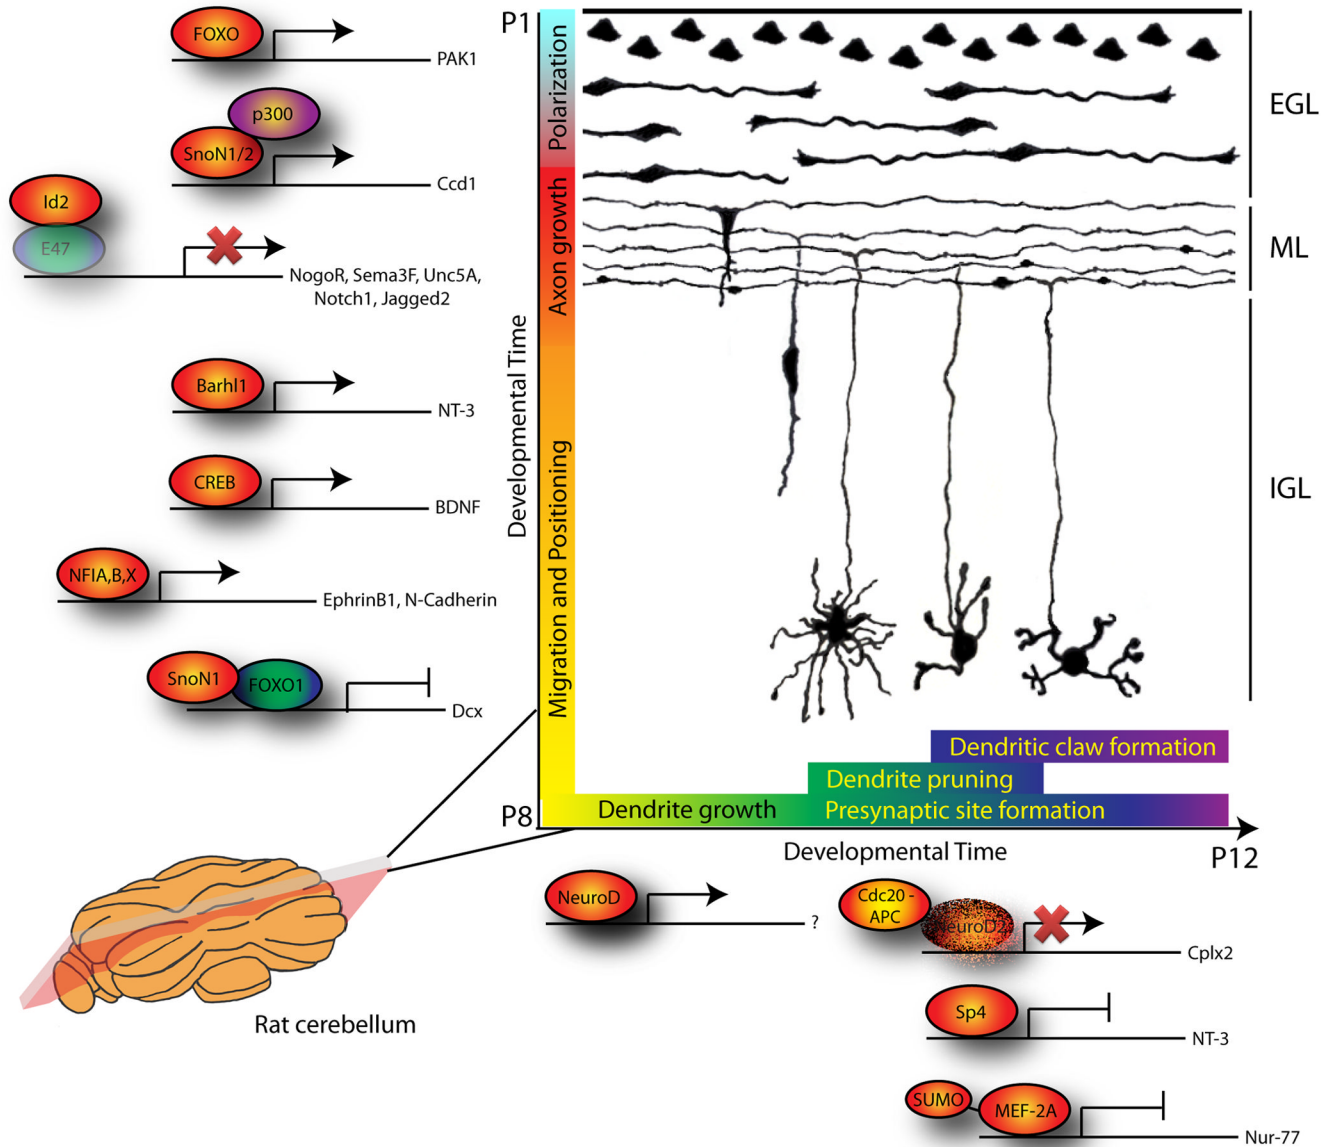 FOXO
PAK1
p300
SnoN1/2
Ccd1
Id2
E47
NogoR, Sema3F, Unc5A,
Notch1, Jagged2
Barhl1
NT-3
CREB
BDNF
NFIA,B,X
EphrinB1, N-Cadherin
SnoN1
FOXO1
Dcx
P1
Polarization
Axon growth
Migration and Positioning
Developmental Time
P8
EGL
ML
IGL
Dendritic claw formation
Dendrite pruning
Dendrite growth
Presynaptic site formation
Developmental Time
P12
Rat cerebellum
NeuroD
?
Cdc20 -
APC
NeuroD2
Cplx2
Sp4
NT-3
SUMO
MEF-2A
Nur-77